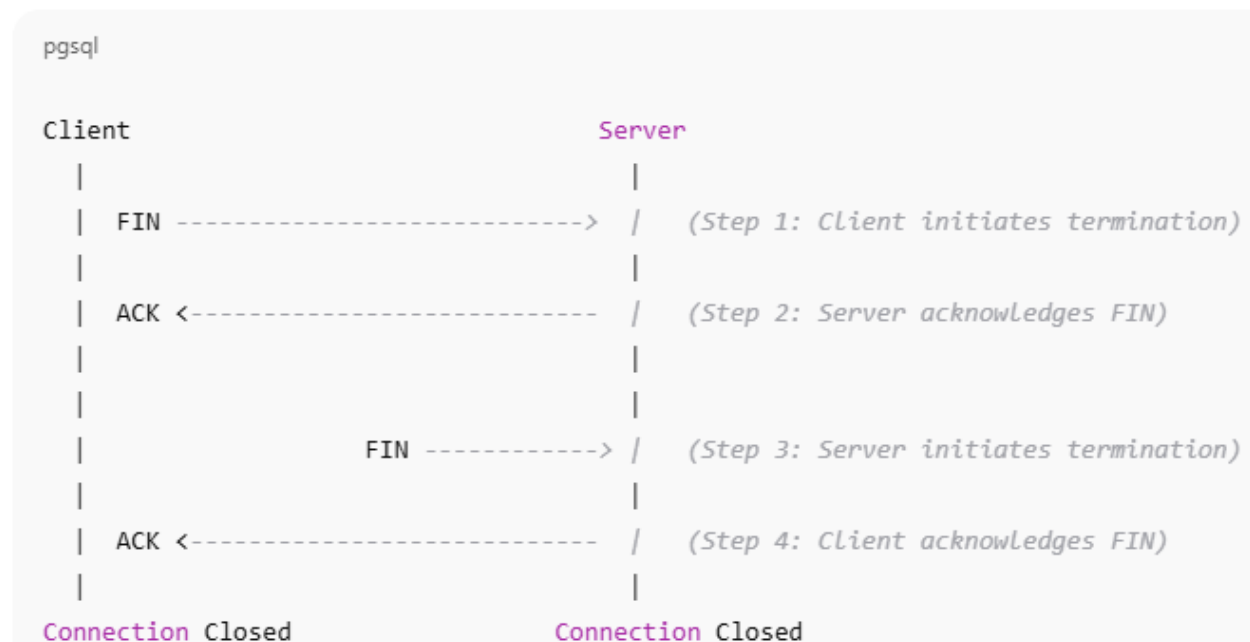 pgsql
Client Server
| |
| FIN ----------------------------> | (Step 1: Client initiates termination)
| |
| ACK <---------------------------- | (Step 2: Server acknowledges FIN)
| |
| |
| FIN ------------> | (Step 3: Server initiates termination)
| |
| ACK <---------------------------- | (Step 4: Client acknowledges FIN)
| |
Connection Closed Connection Closed